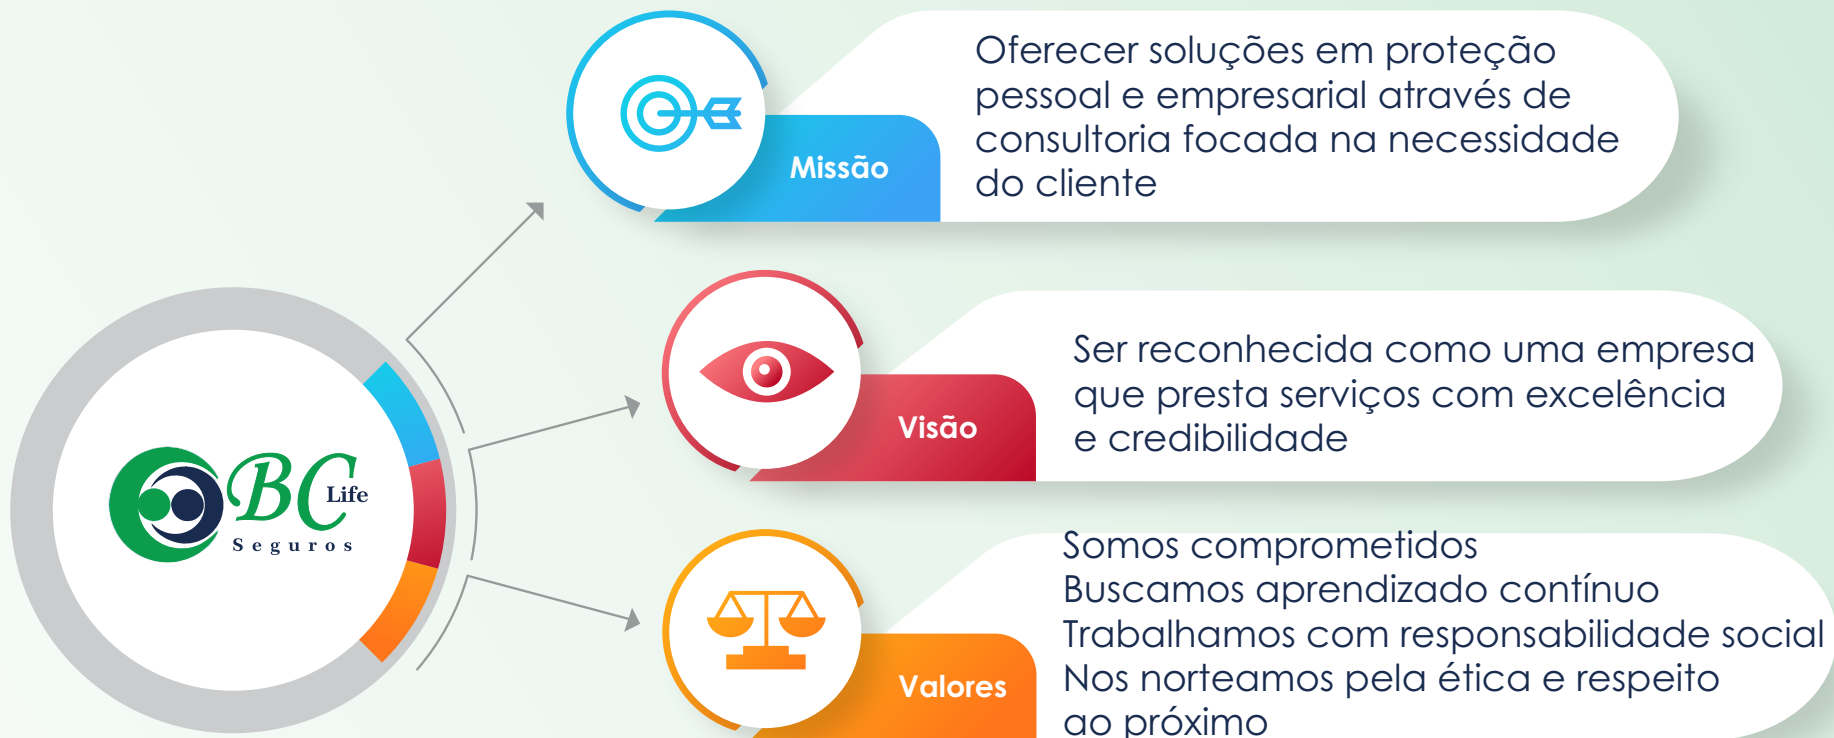 BC Life
Seguros
Missão
Oferecer soluções em proteção
pessoal e empresarial através de
consultoria focada na necessidade
do cliente
Visão
Ser reconhecida como uma empresa
que presta serviços com excelência
e credibilidade
Valores
Somos comprometidos
Buscamos aprendizado contínuo
Trabalhamos com responsabilidade social
Nos norteamos pela ética e respeito
ao próximo